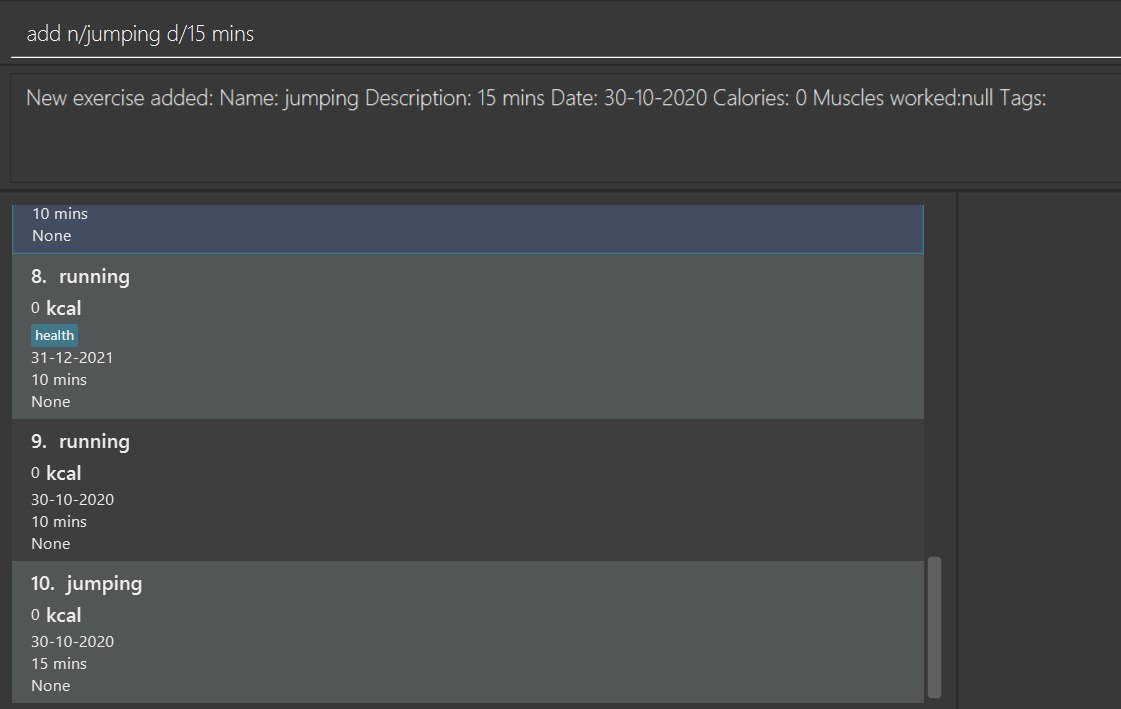 add n/jumping d/15 mins
New exercise added: Name: jumping Description: 15 mins Date: 30-10-2020 Calories: 0 Muscles worked:null Tags:
10 mins
None
8. running
0 kcal
health
31-12-2021
10 mins
None
9. running
0 kcal
30-10-2020
10 mins
None
10. jumping
0 kcal
30-10-2020
15 mins
None